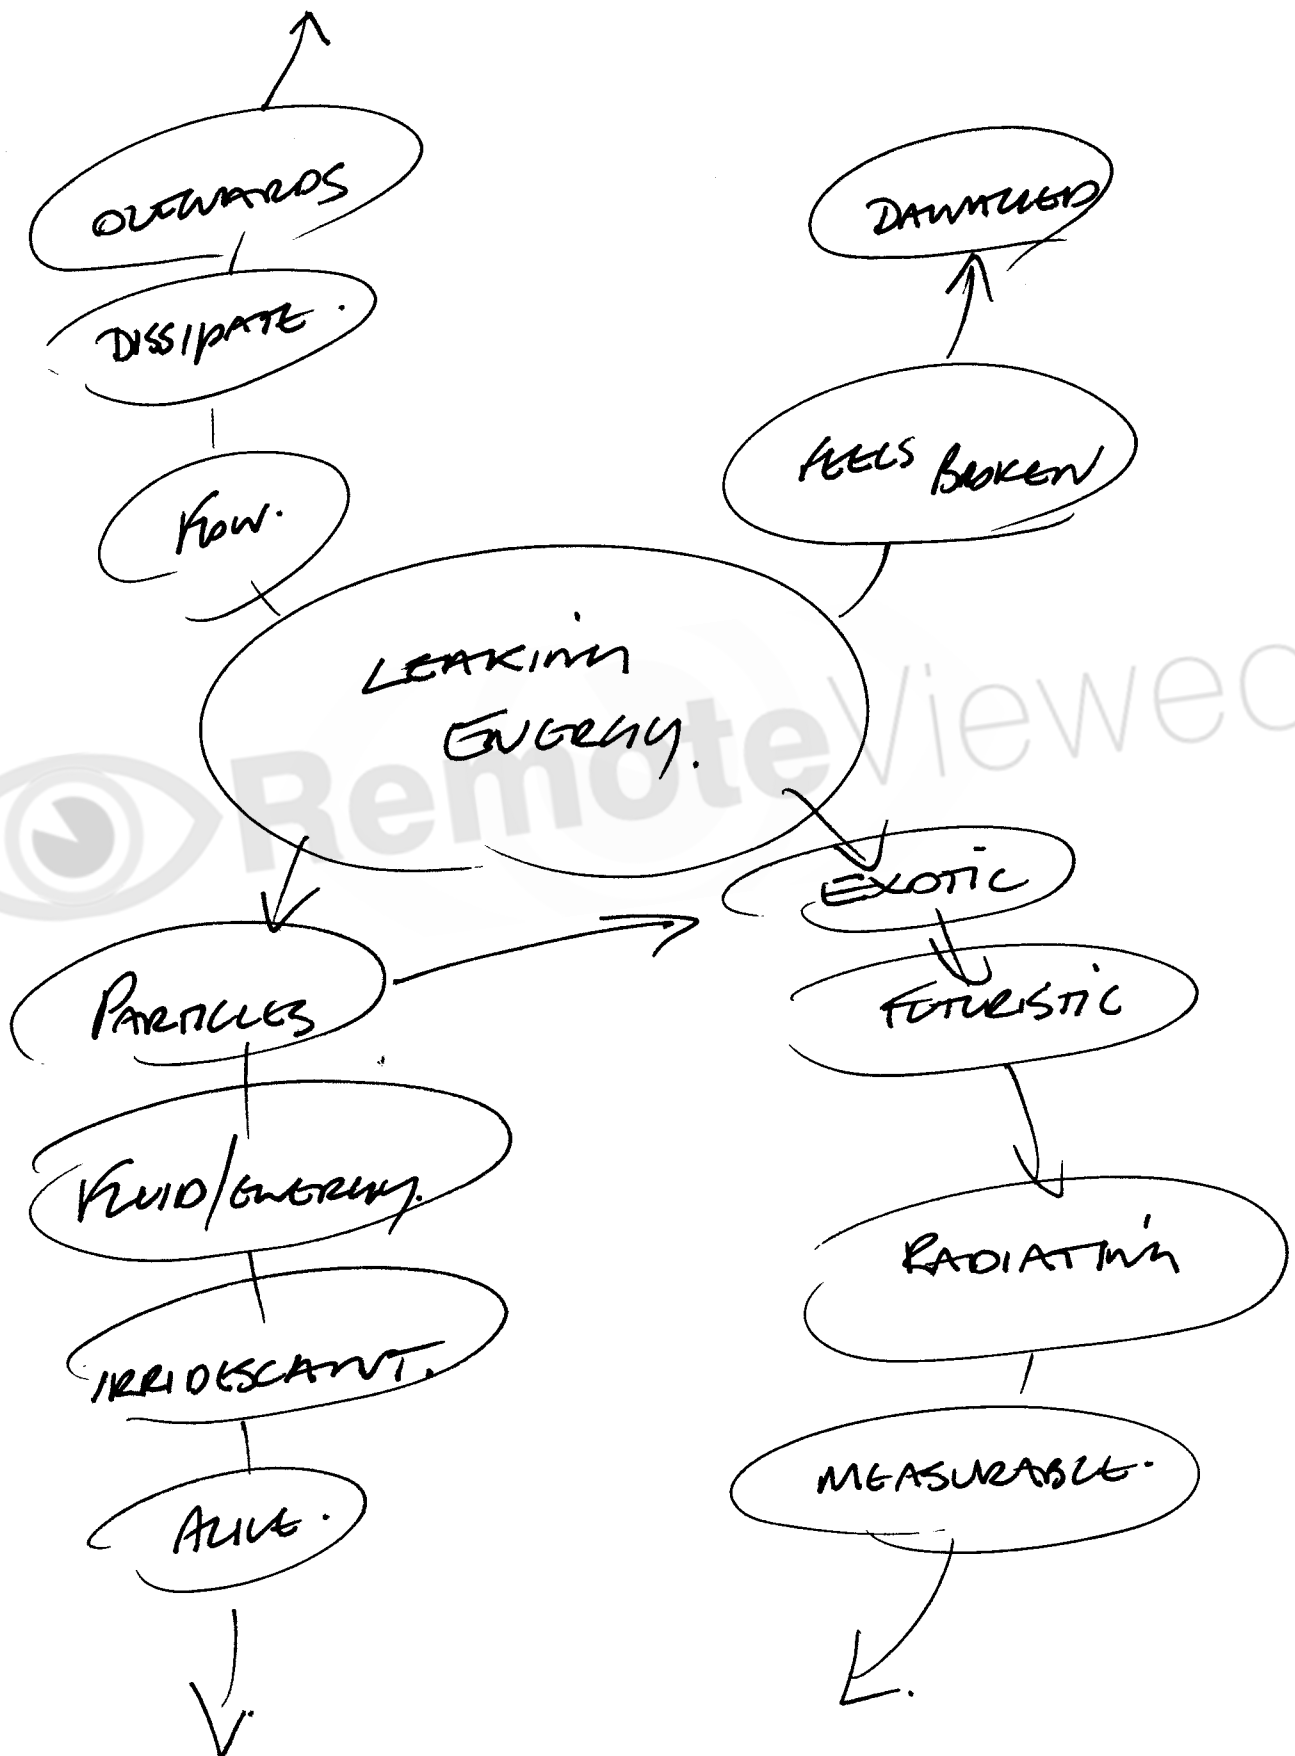 OUTWARDS
DISSIPATE.
FLOW.
DAMAGED
FEELS BROKEN
LEAKING
ENERGY.
RemoteViewed
EXOTIC
FUTURISTIC
RADIATING
MEASURABLE.
PARTICLES
FLUID/ENERGY.
IRRIDESCANT.
ALIVE.